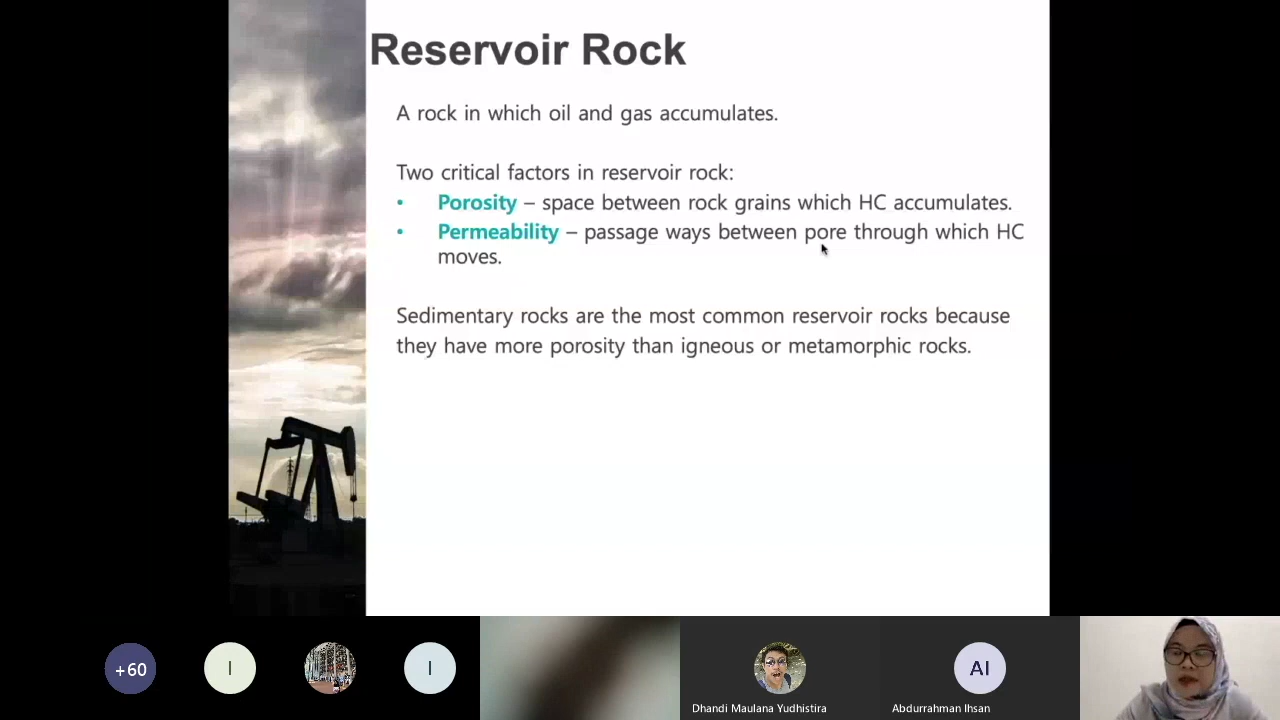 Reservoir Rock
A rock in which oil and gas accumulates.
Two critical factors in reservoir rock:
• Porosity – space between rock grains which HC accumulates.
• Permeability – passage ways between pore through which HC
moves.
Sedimentary rocks are the most common reservoir rocks because
they have more porosity than igneous or metamorphic rocks.
+60
I
I
AI
Dhandi Maulana Yudhistira
Abdurrahman Ihsan